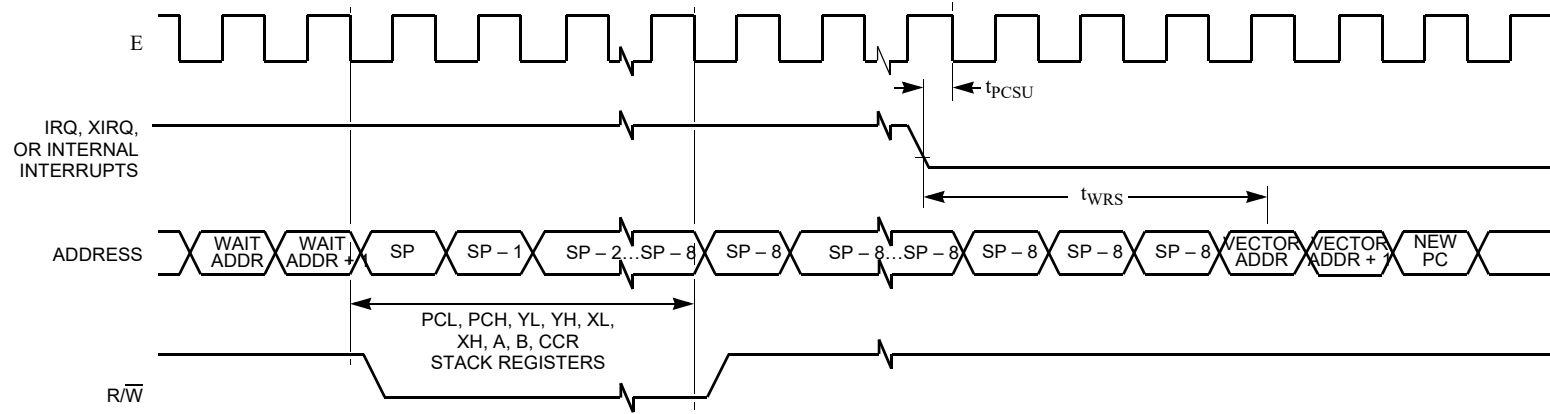 E
t_PCSU
IRQ, XIRQ,
OR INTERNAL
INTERRUPTS
t_WRS
ADDRESS
WAIT
ADDR
WAIT
ADDR + 1
SP
SP – 1
SP – 2…SP – 8
SP – 8
SP – 8…SP – 8
SP – 8
SP – 8
SP – 8
VECTOR
ADDR
VECTOR
ADDR + 1
NEW
PC
PCL, PCH, YL, YH, XL,
XH, A, B, CCR
STACK REGISTERS
R/W̅